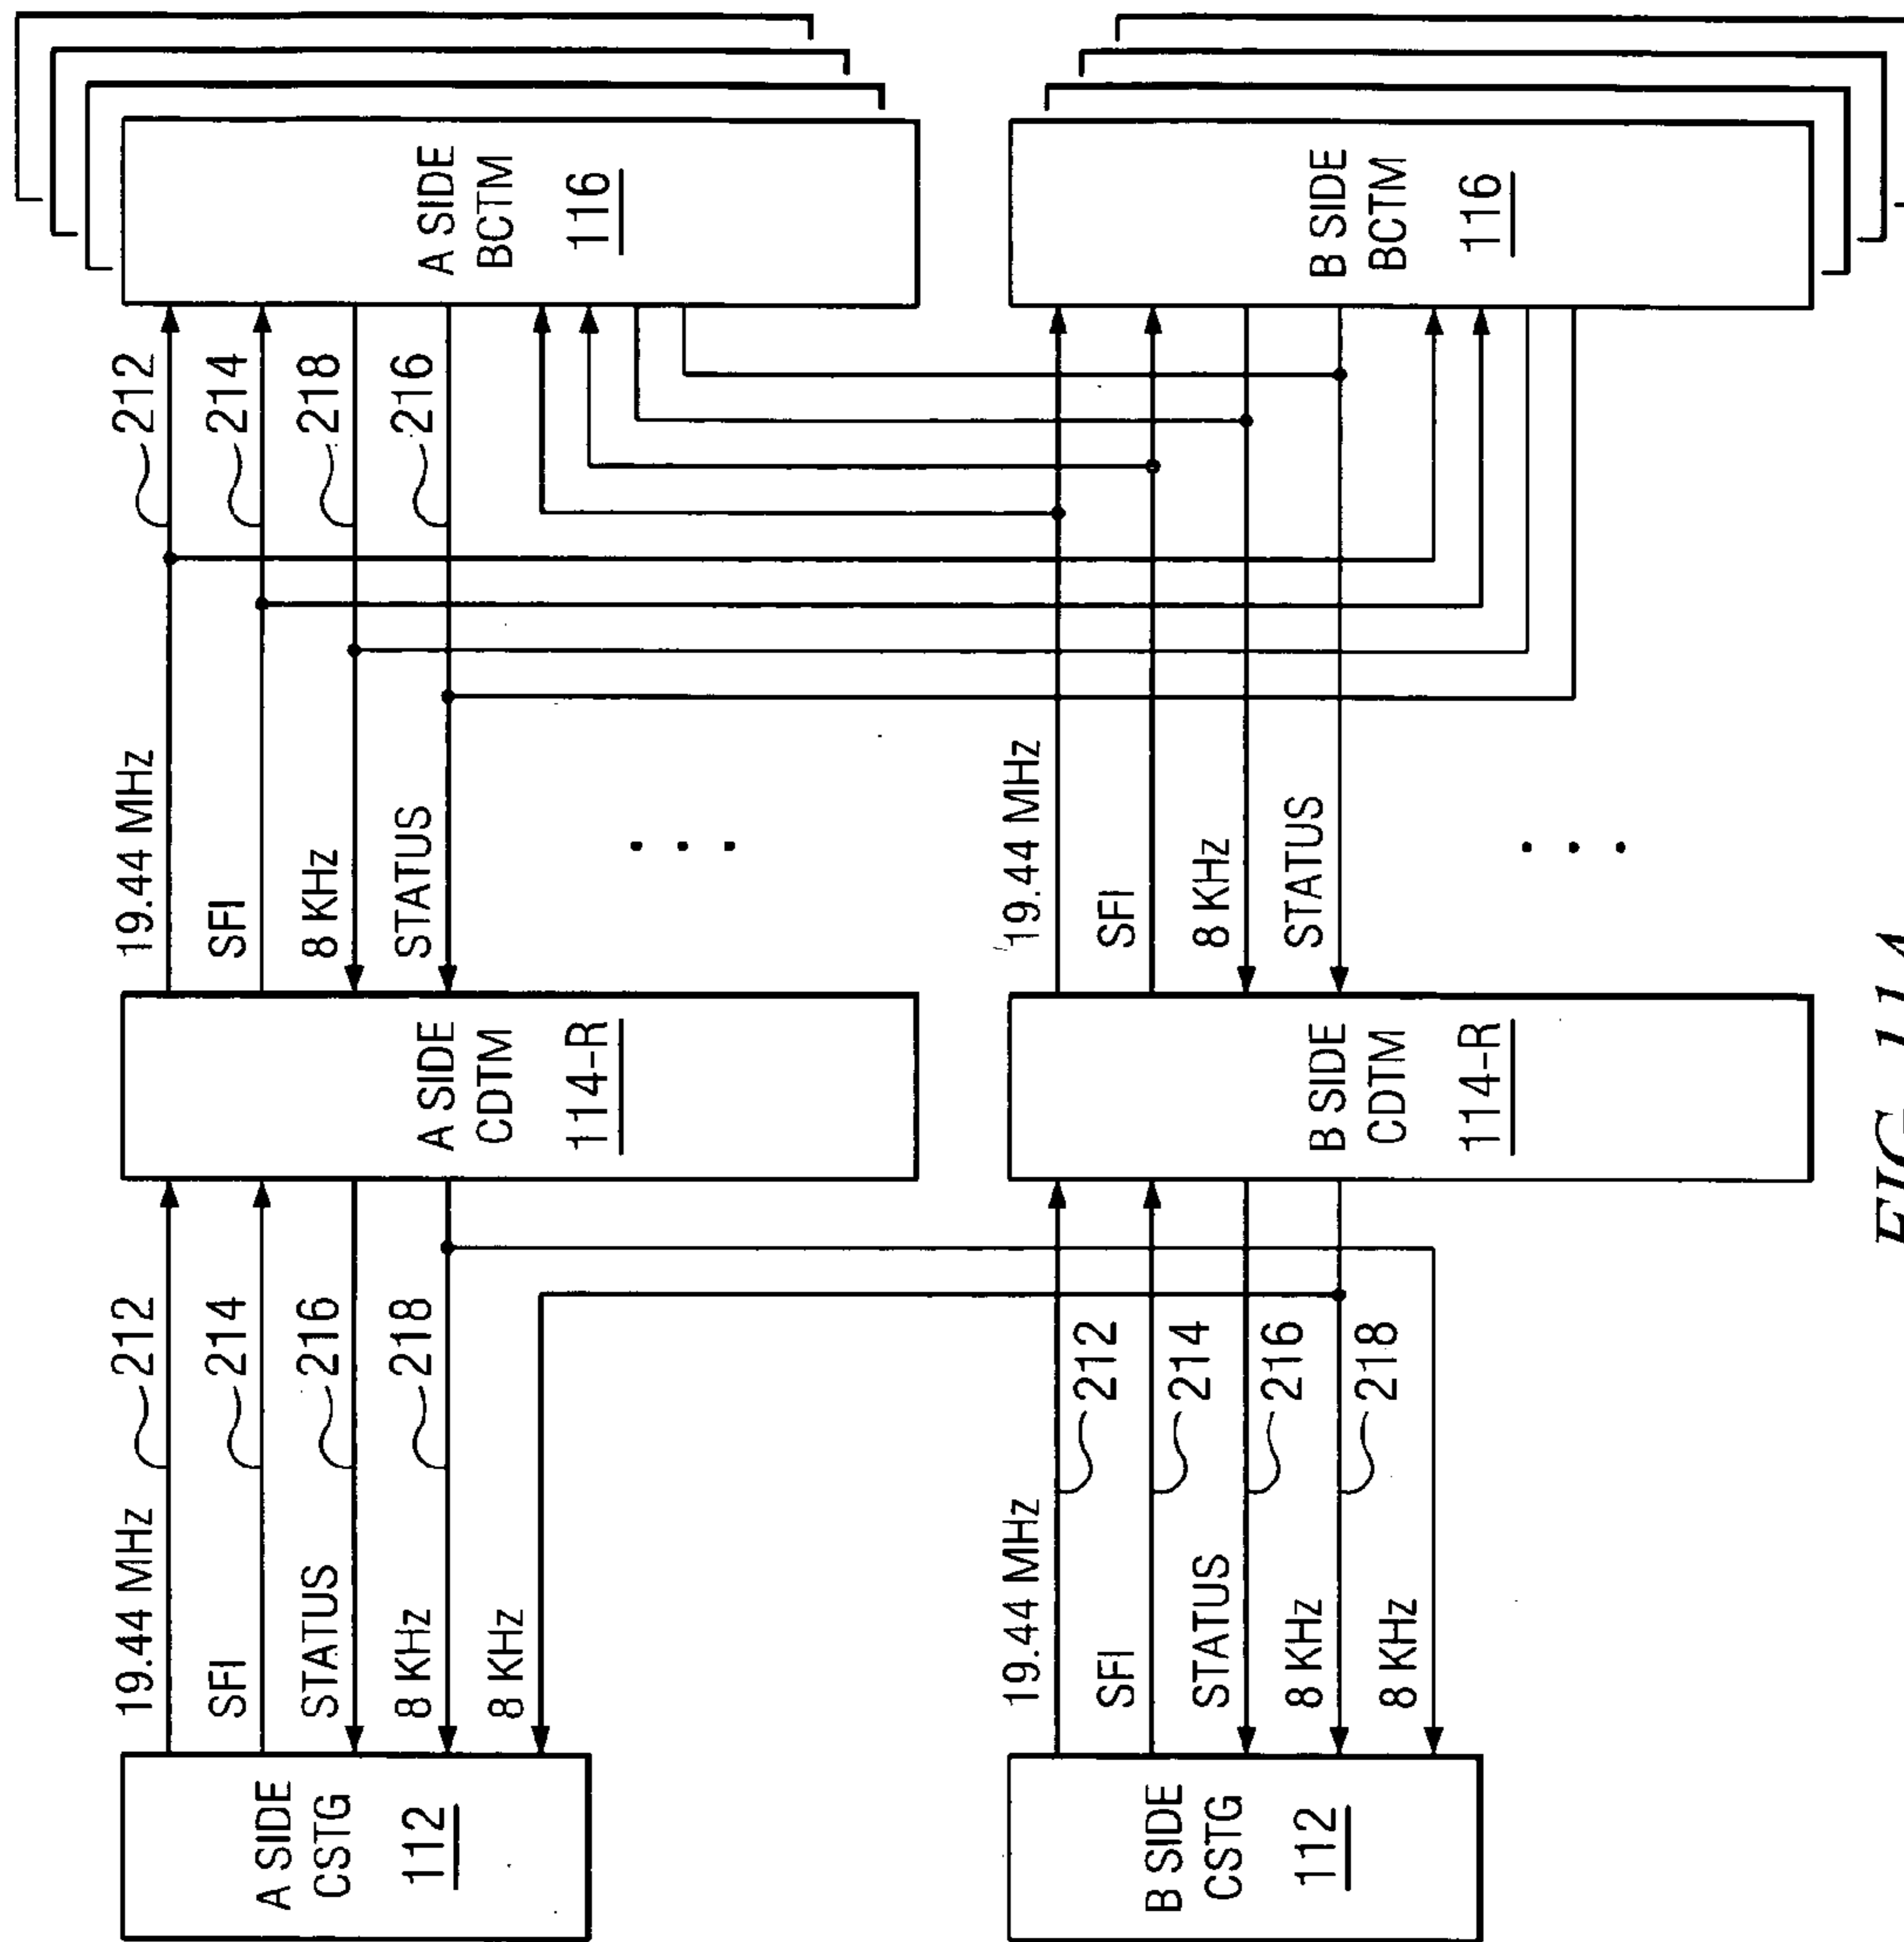 A SIDE
CSTG
112
19.44 MHz
212
SFI
214
STATUS
216
8 KHz
218
8 KHz
A SIDE
CDTM
114-R
19.44 MHz
212
SFI
214
8 KHz
218
STATUS
216
. . .
A SIDE
BCTM
116
B SIDE
CSTG
112
19.44 MHz
212
SFI
214
STATUS
216
8 KHz
218
8 KHz
B SIDE
CDTM
114-R
19.44 MHz
SFI
8 KHz
STATUS
. . .
B SIDE
BCTM
116
FIG. 11A